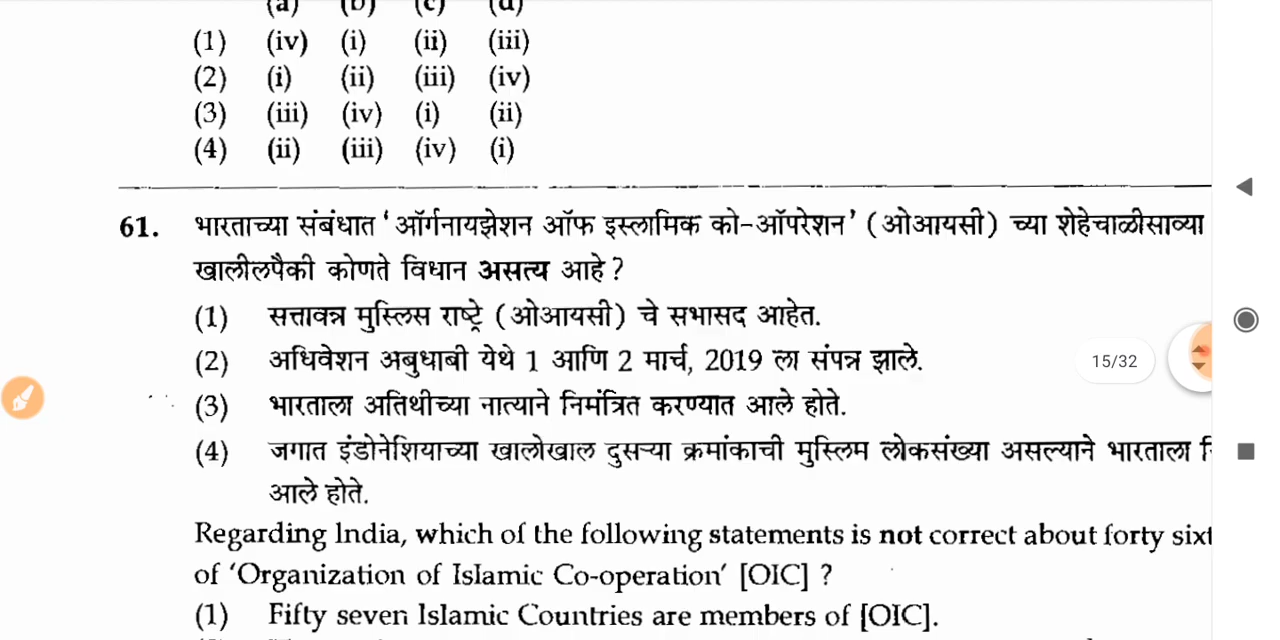 (a) (b) (c) (d)
(1) (iv) (i) (ii) (iii)
(2) (i) (ii) (iii) (iv)
(3) (iii) (iv) (i) (ii)
(4) (ii) (iii) (iv) (i)
61. भारताच्या संबंधात ‘ऑर्गनायझेशन ऑफ इस्लामिक को-ऑपरेशन’ (ओआयसी) च्या शेहेचाळीसाव्या
खालीलपैकी कोणते विधान असत्य आहे ?
(1) सत्तावन्न मुस्लिस राष्ट्रे (ओआयसी) चे सभासद आहेत.
(2) अधिवेशन अबुधाबी येथे 1 आणि 2 मार्च, 2019 ला संपन्न झाले.
15/32
(3) भारताला अतिथीच्या नात्याने निमंत्रित करण्यात आले होते.
(4) जगात इंडोनेशियाच्या खालोखाल दुसऱ्या क्रमांकाची मुस्लिम लोकसंख्या असल्याने भारताला
आले होते.
Regarding India, which of the following statements is not correct about forty
of ‘Organization of Islamic Co-operation’ [OIC] ?
(1) Fifty seven Islamic Countries are members of [OIC].